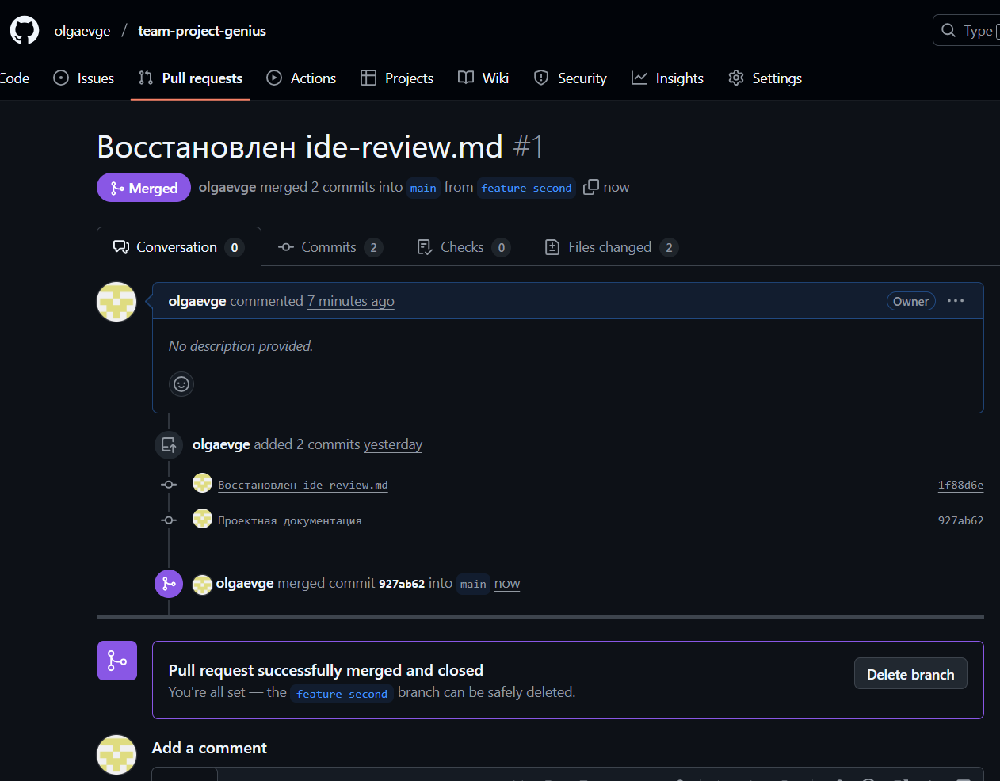 olgaevge / team-project-genius
Type
Code Issues Pull requests Actions Projects Wiki Security Insights Settings
Восстановлен ide-review.md #1
Merged olgaevge merged 2 commits into main from feature-second now
Conversation 0 Commits 2 Checks 0 Files changed 2
olgaevge commented 7 minutes ago Owner
No description provided.
olgaevge added 2 commits yesterday
Восстановлен ide-review.md 1f88d6e
Проектная документация 927ab62
olgaevge merged commit 927ab62 into main now
Pull request successfully merged and closed
You're all set — the feature-second branch can be safely deleted.
Delete branch
Add a comment